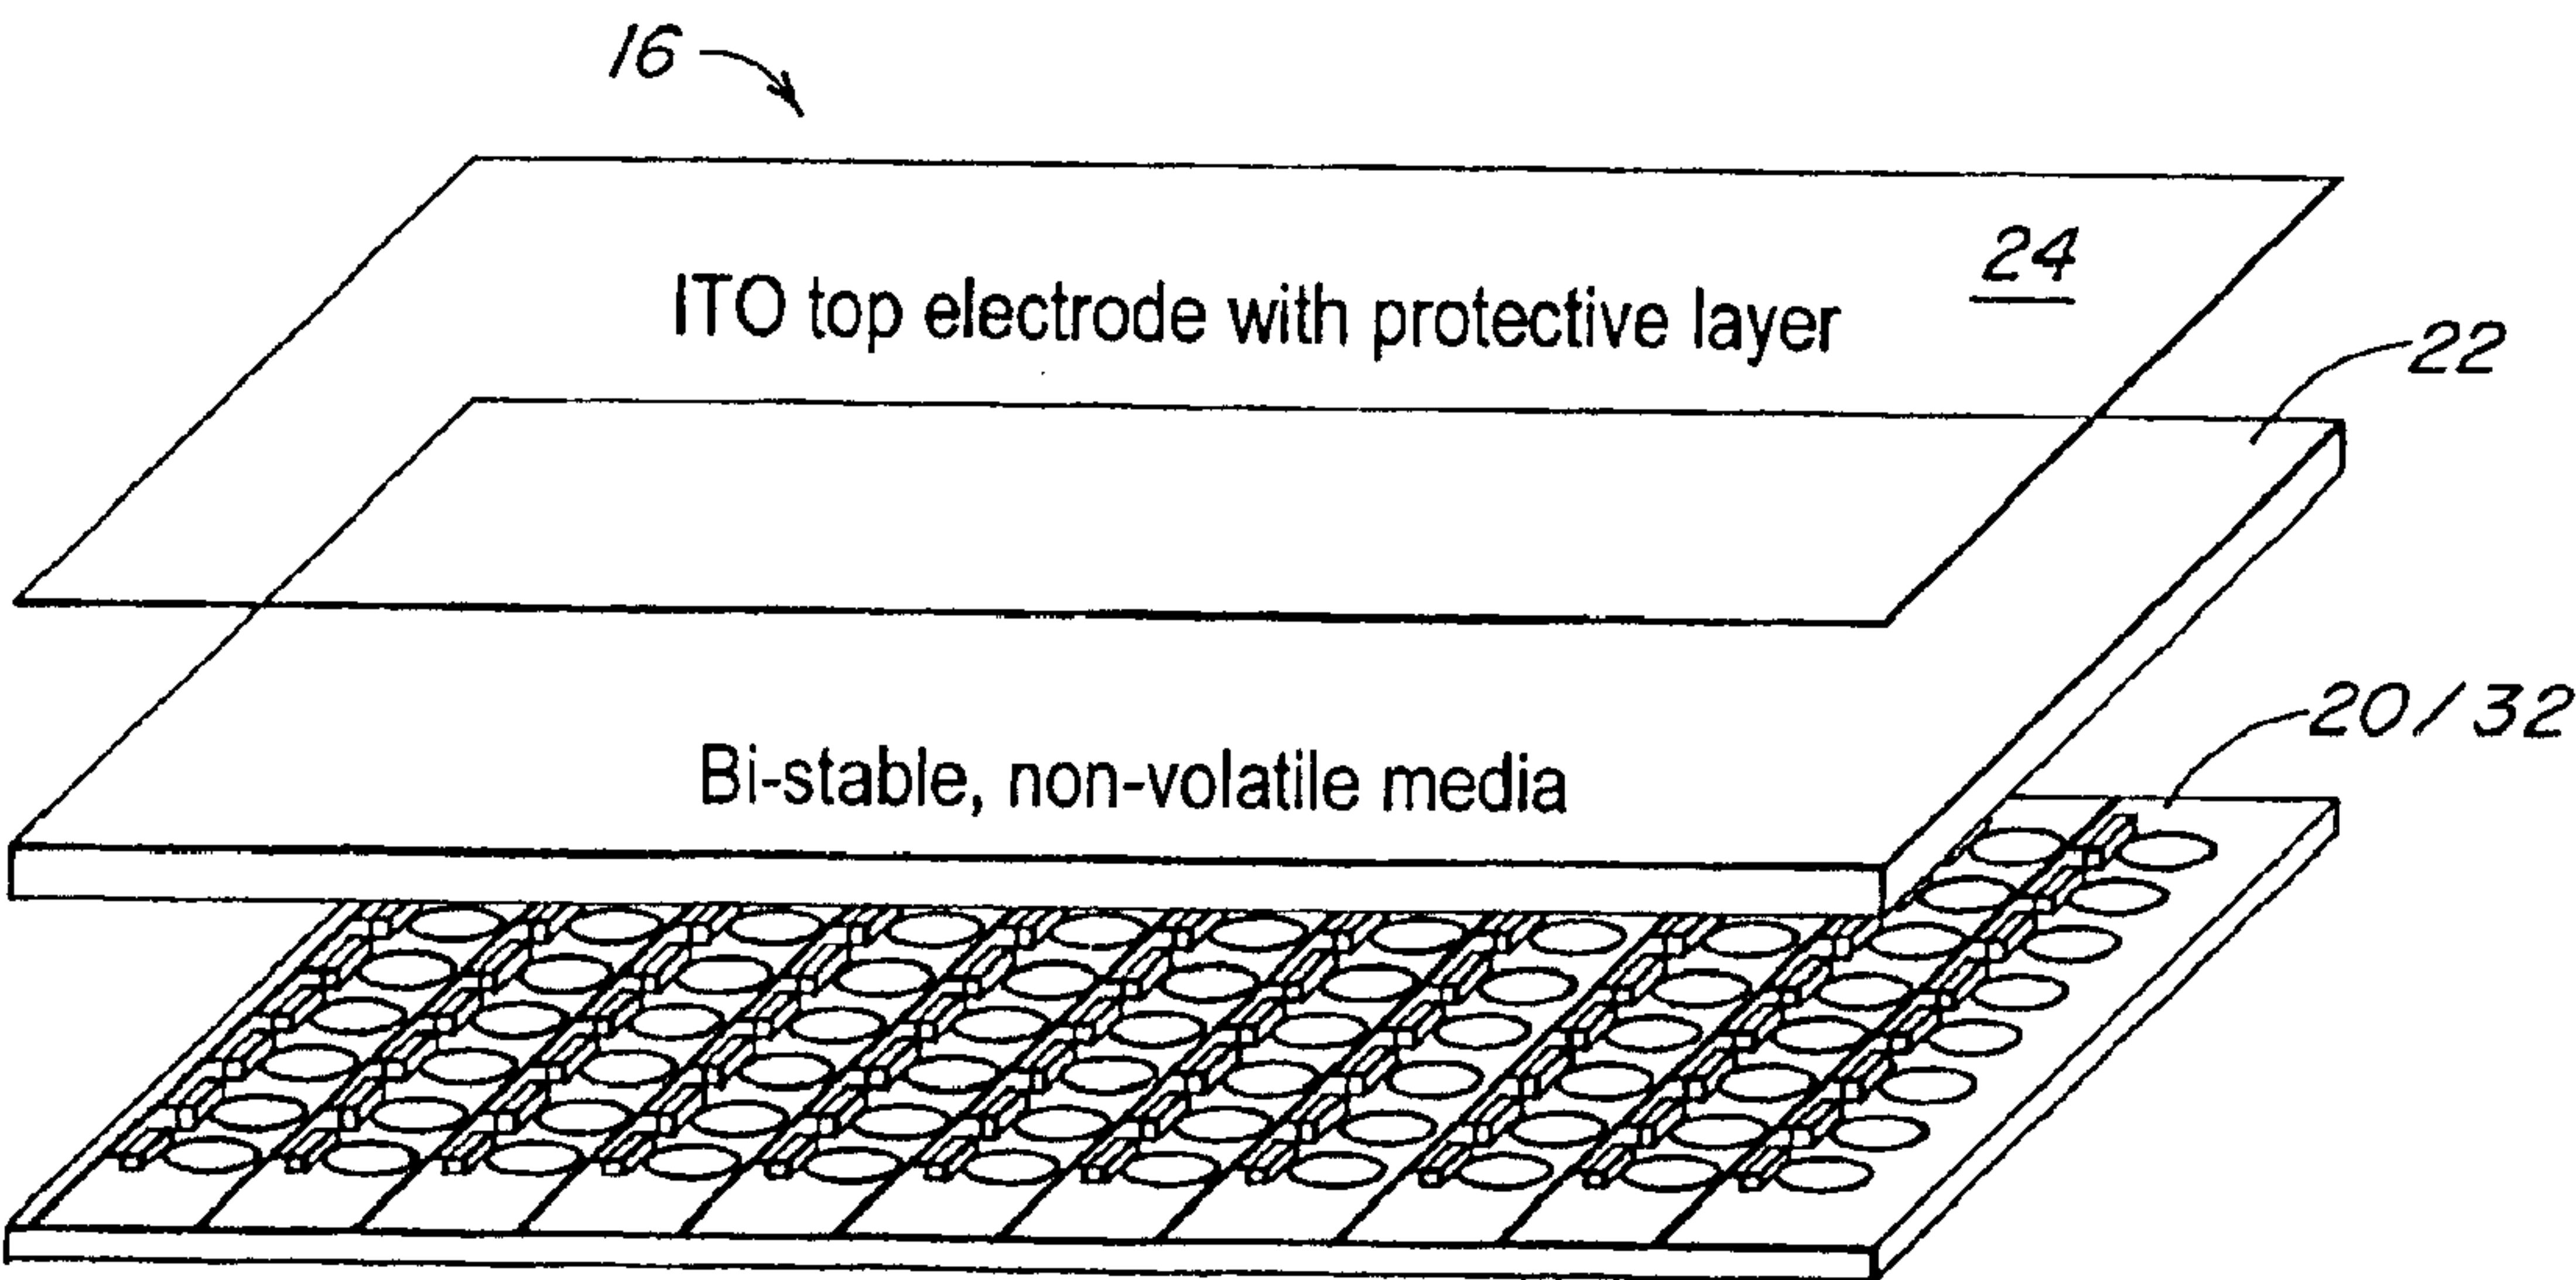 16
24
ITO top electrode with protective layer
22
20/32
Bi-stable, non-volatile media